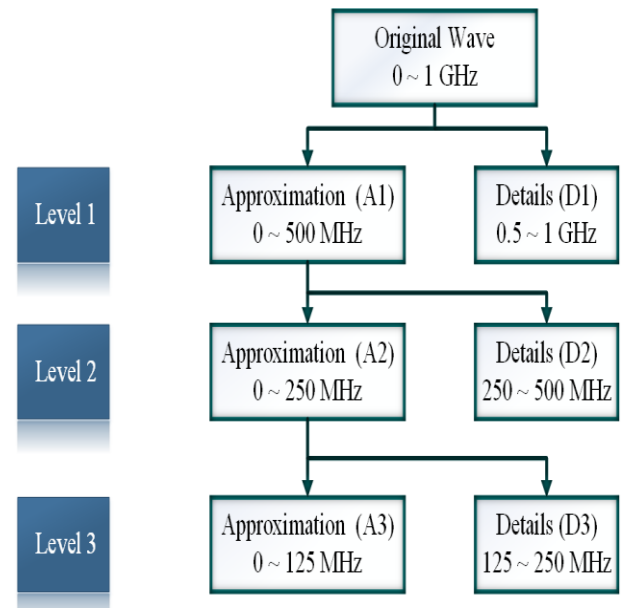 Original Wave
0 ~ 1 GHz
Level 1
Approximation (A1)
0 ~ 500 MHz
Details (D1)
0.5 ~ 1 GHz
Level 2
Approximation (A2)
0 ~ 250 MHz
Details (D2)
250 ~ 500 MHz
Level 3
Approximation (A3)
0 ~ 125 MHz
Details (D3)
125 ~ 250 MHz